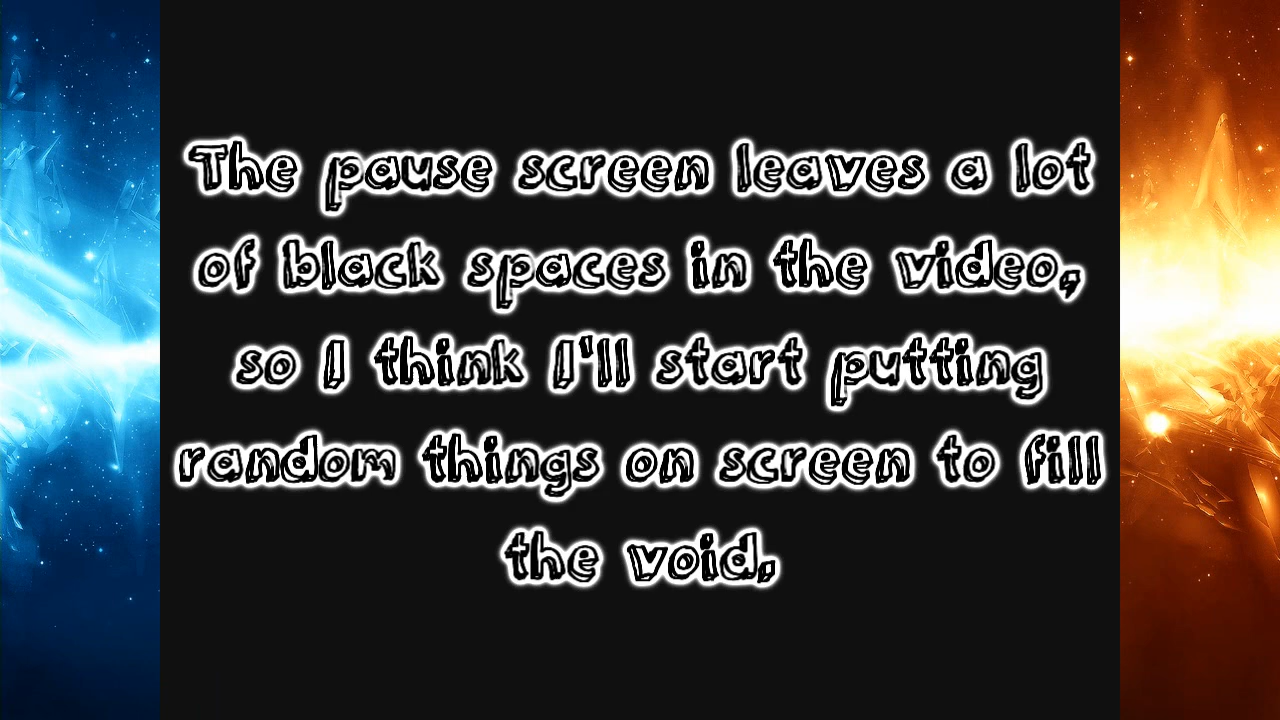 The pause screen leaves a lot
of black spaces in the video,
so I think I'll start putting
random things on screen to fill
the void,